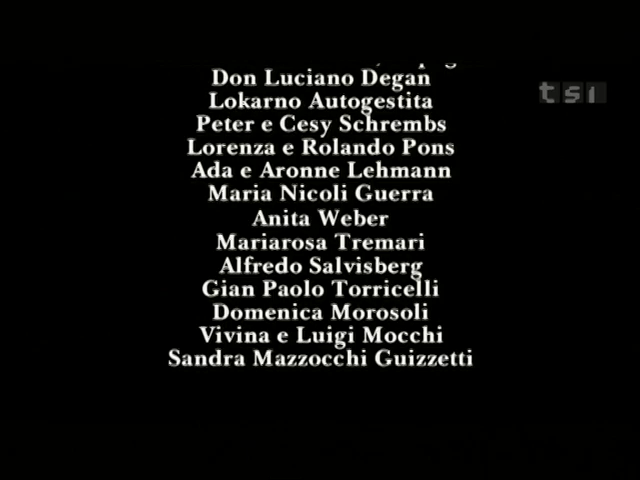 Don Luciano Degan
tsi
Lokarno Autogestita
Peter e Cesy Schrembs
Lorenza e Rolando Pons
Ada e Aronne Lehmann
Maria Nicoli Guerra
Anita Weber
Mariarosa Tremari
Alfredo Salvisberg
Gian Paolo Torricelli
Domenica Morosoli
Vivina e Luigi Mocchi
Sandra Mazzocchi Guizzetti